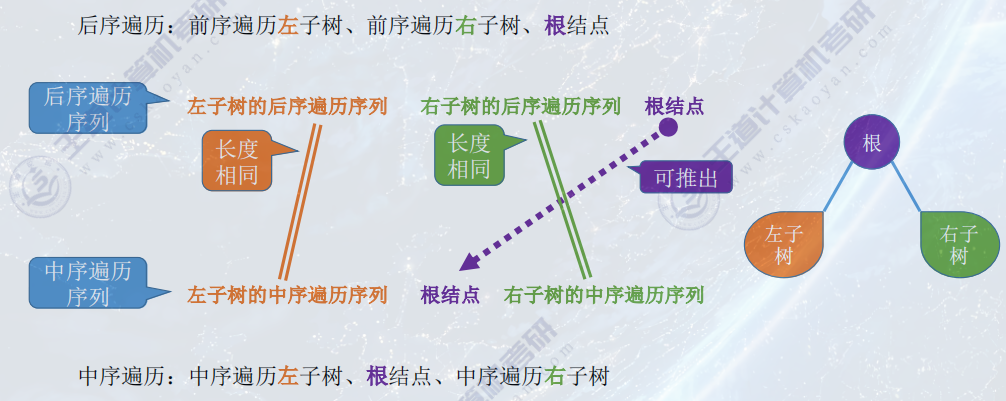 后序遍历：前序遍历左子树、前序遍历右子树、根结点
后序遍历
序列
左子树的后序遍历序列 右子树的后序遍历序列 根结点
长度
相同
长度
相同
可推出
根
左子
树
右子
树
中序遍历
序列
左子树的中序遍历序列 根结点 右子树的中序遍历序列
中序遍历：中序遍历左子树、根结点、中序遍历右子树
王道计算机考研
www.cskaoyan.com